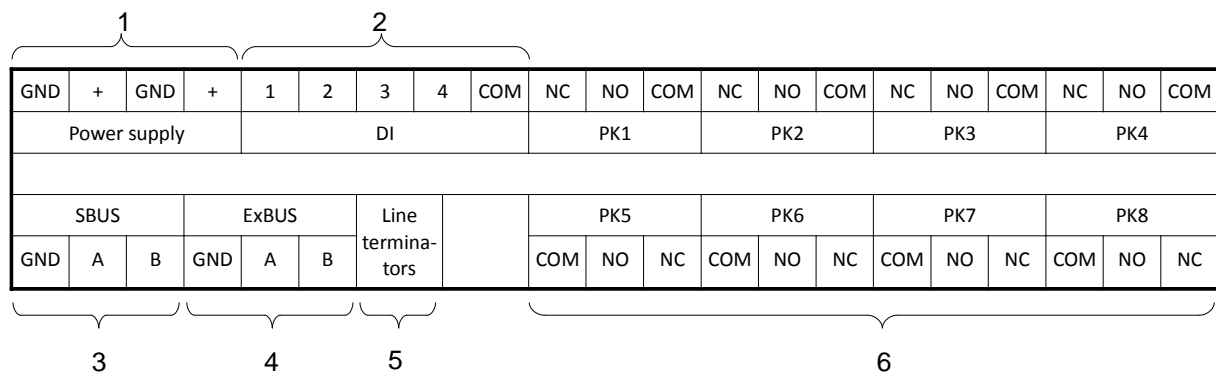 1 2
GND + GND + 1 2 3 4 COM NC NO COM NC NO COM NC NO COM NC NO COM
Power supply DI PK1 PK2 PK3 PK4
SBUS ExBUS Line termina-tors PK5 PK6 PK7 PK8
GND A B GND A B COM NO NC COM NO NC COM NO NC COM NO NC
3 4 5 6